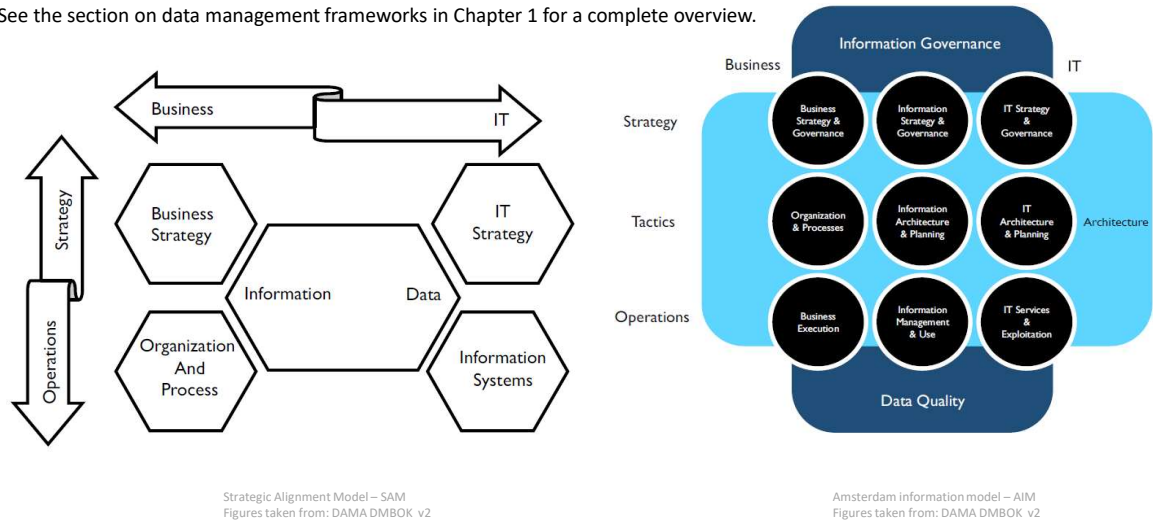 See the section on data management frameworks in Chapter 1 for a complete overview.
Business
IT
Strategy
Operations
Business
Strategy
IT
Strategy
Information
Data
Organization
And
Process
Information
Systems
Strategic Alignment Model – SAM
Figures taken from: DAMA DMBOK v2
Information Governance
Business
IT
Strategy
Business
Strategy &
Governance
Information
Strategy &
Governance
IT Strategy
&
Governance
Tactics
Organization
& Processes
Information
Architecture
& Planning
IT
Architecture
& Planning
Architecture
Operations
Business
Execution
Information
Management
& Use
IT Services
&
Exploitation
Data Quality
Amsterdam information model – AIM
Figures taken from: DAMA DMBOK v2